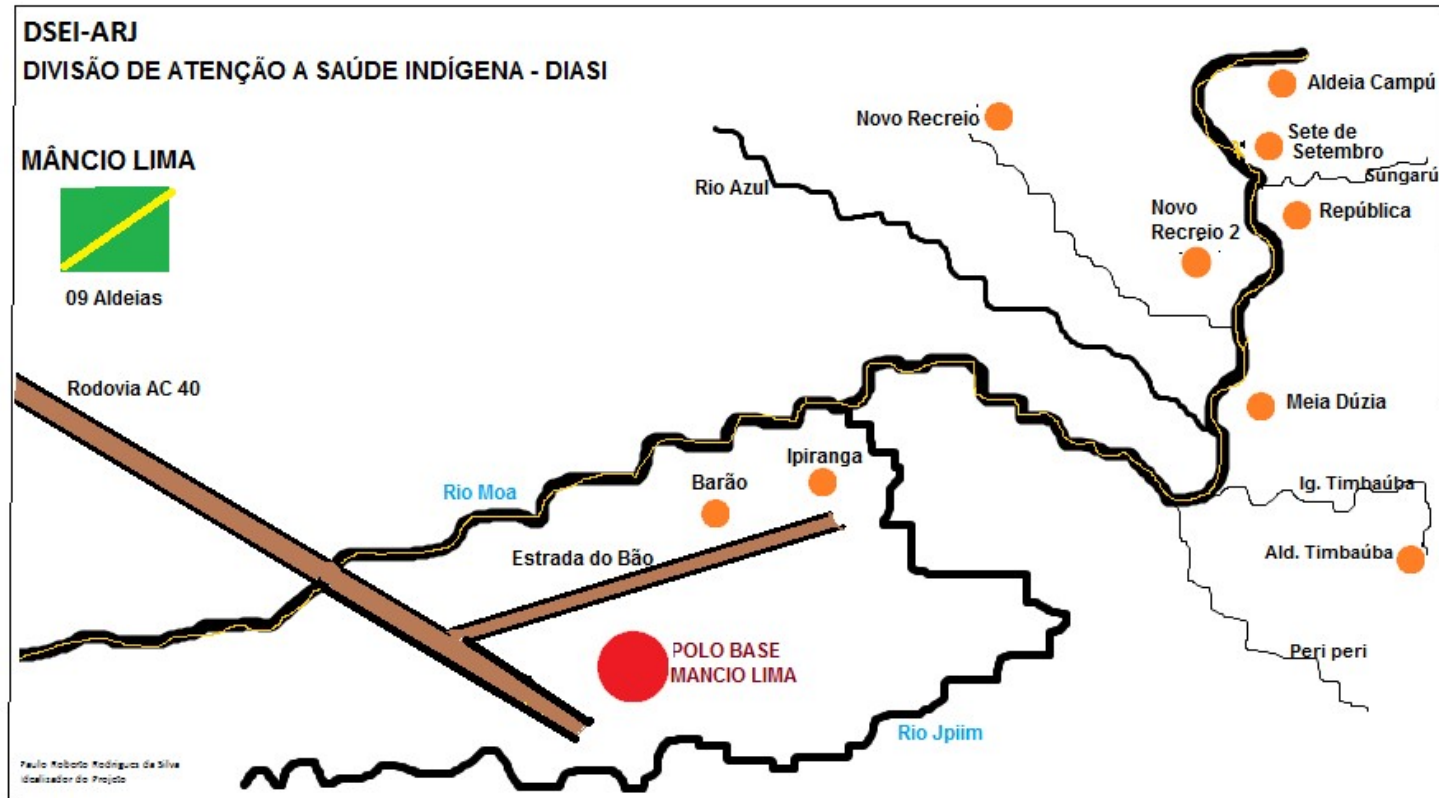 DSEI-ARJ
DIVISÃO DE ATENÇÃO A SAÚDE INDÍGENA - DIASI
MÂNCIO LIMA
09 Aldeias
Aldeia Campú
Novo Recreio
Sete de
Setembro
Sungarú
Rio Azul
República
Novo
Recreio 2
Rodovia AC 40
Meia Dúzia
Ipiranga
Barão
Rio Moa
Ig. Timbaúba
Estrada do Bão
Ald. Timbaúba
POLO BASE
MANCIO LIMA
Peri peri
Rio Jpiim
Paulo Roberto Rodrigues da Silva
Idealizador do Projeto